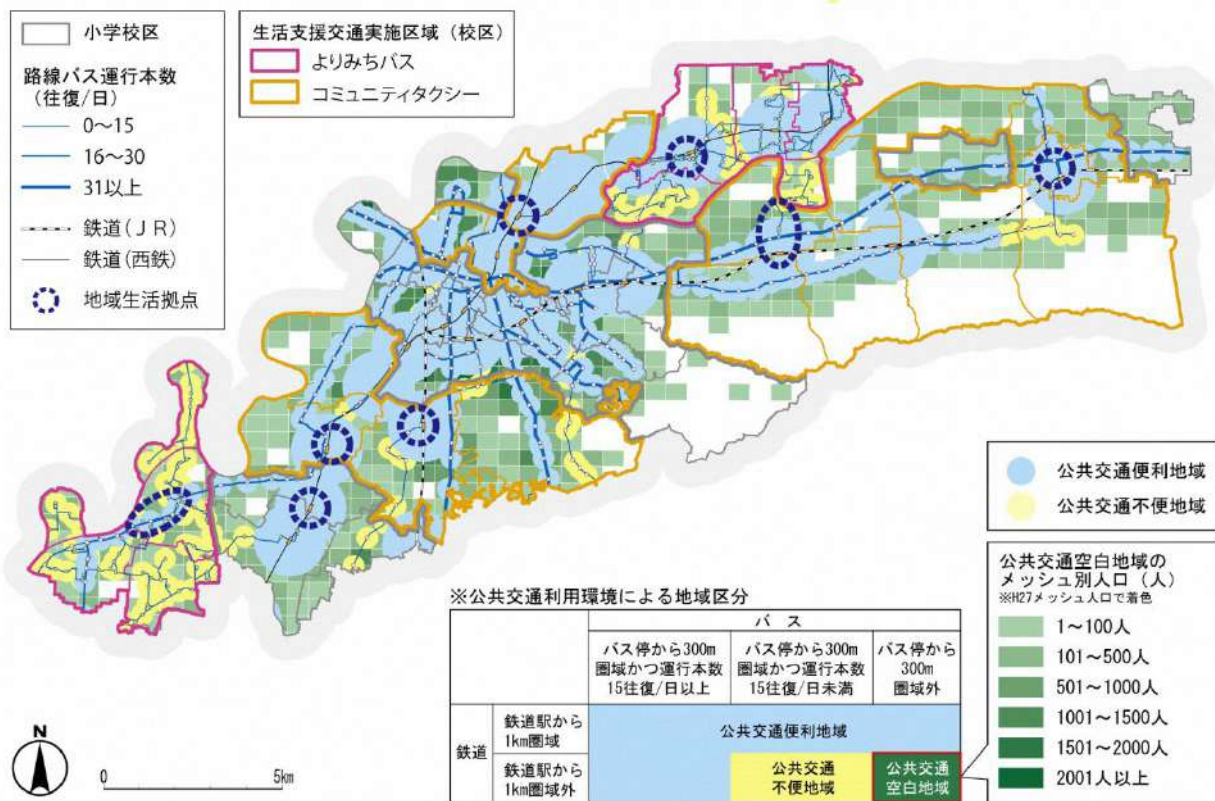 小学校区
路線バス運行本数
（往復/日）
0～15
16～30
31以上
鉄道(ＪＲ)
鉄道(西鉄)
地域生活拠点
生活支援交通実施区域（校区）
よりみちバス
コミュニティタクシー
公共交通便利地域
公共交通不便地域
公共交通空白地域の
メッシュ別人口（人）
※H27メッシュ人口で着色
1～100人
101～500人
501～1000人
1001～1500人
1501～2000人
2001人以上
※公共交通利用環境による地域区分
バス
バス停から300m
圏域かつ運行本数
15往復/日以上
バス停から300m
圏域かつ運行本数
15往復/日未満
バス停から
300m
圏域外
鉄道
鉄道駅から
1km圏域
公共交通便利地域
鉄道駅から
1km圏域外
公共交通
不便地域
公共交通
空白地域
N
0
5km